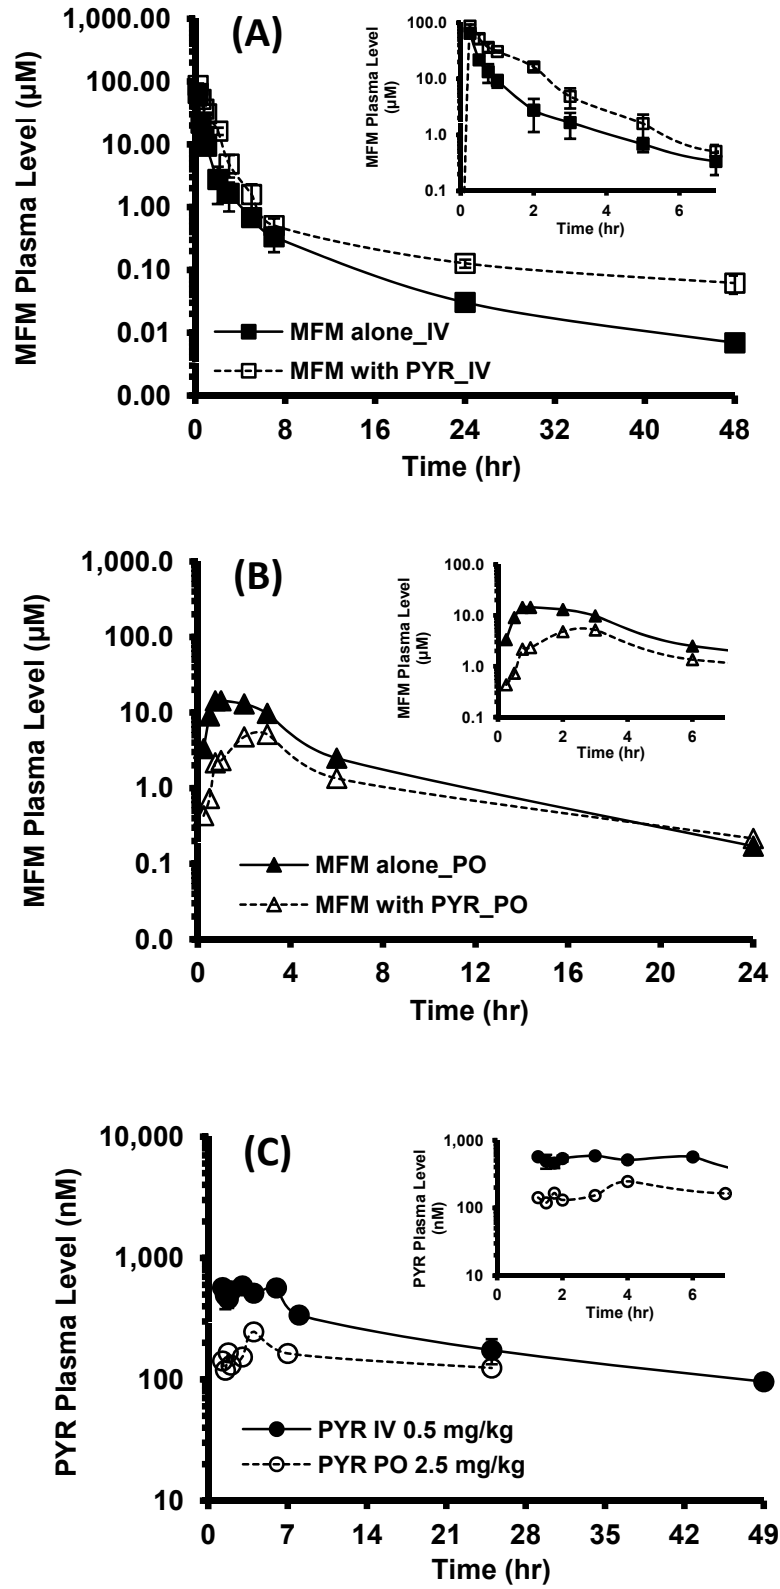 (A)
MFM Plasma Level (µM)
1,000.00
100.00
10.00
1.00
0.10
0.01
0.00
0 8 16 24 32 40 48
Time (hr)
MFM alone_IV
MFM with PYR_IV
MFM Plasma Level
(µM)
100.0
10.0
1.0
0.1
0 2 4 6
Time (hr)
(B)
MFM Plasma Level (µM)
1,000.0
100.0
10.0
1.0
0.1
0.0
0 4 8 12 16 20 24
Time (hr)
MFM alone_PO
MFM with PYR_PO
MFM Plasma Level
(µM)
100.0
10.0
1.0
0.1
0 2 4 6
Time (hr)
(C)
PYR Plasma Level (nM)
10,000
1,000
100
10
0 7 14 21 28 35 42 49
Time (hr)
PYR IV 0.5 mg/kg
PYR PO 2.5 mg/kg
PYR Plasma Level
(nM)
1,000
100
10
0 2 4 6
Time (hr)